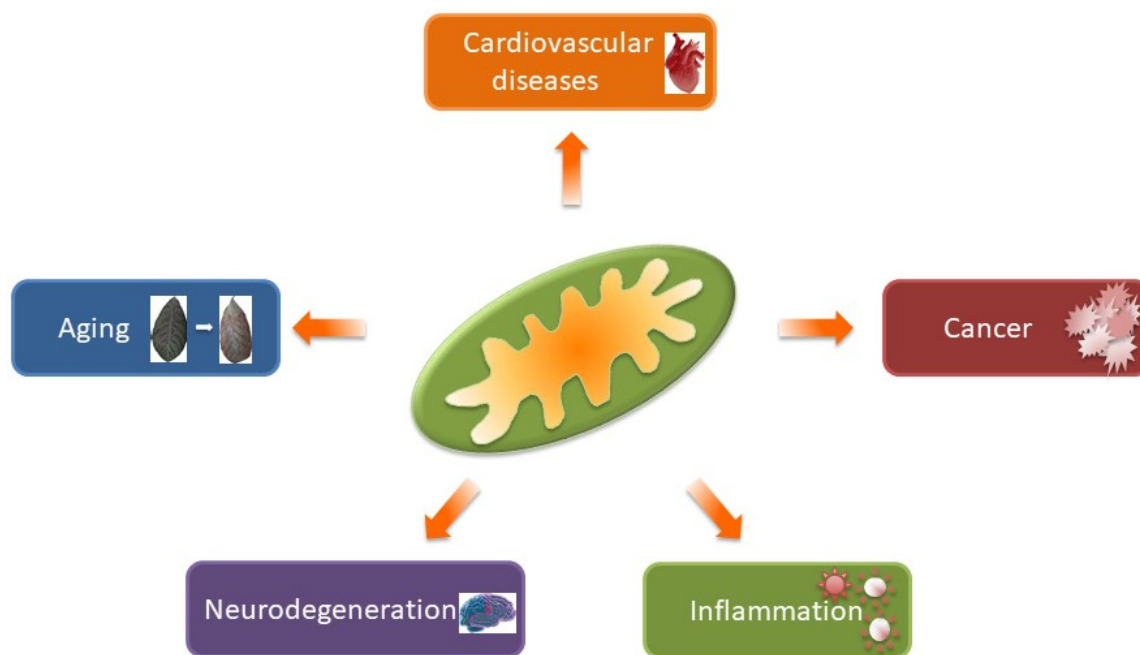 Cardiovascular
diseases
Aging
Cancer
Neurodegeneration
Inflammation